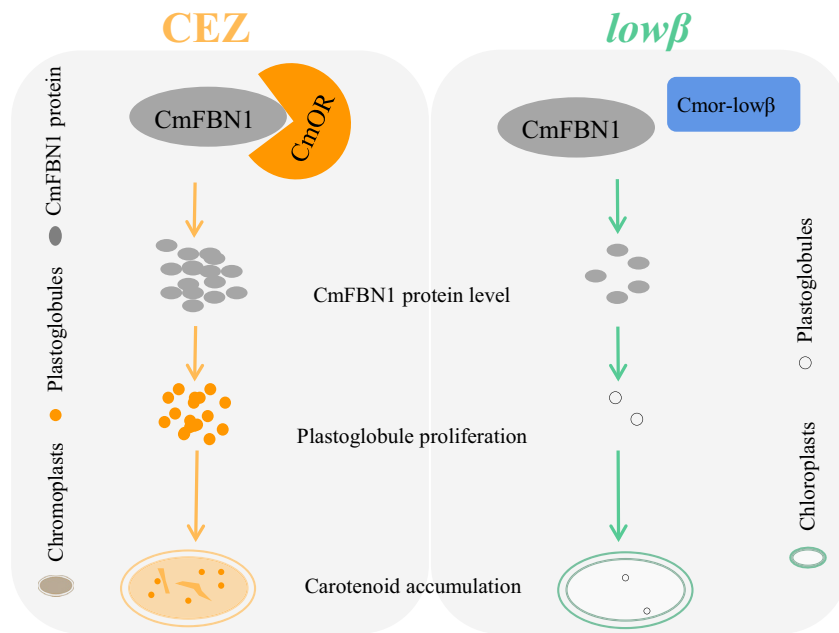 CEZ
lowβ
CmFBN1
CmOR
CmFBN1
Cmor-lowβ
CmFBN1 protein
Plastoglobules
Chromoplasts
CmFBN1 protein level
Plastoglobule proliferation
Carotenoid accumulation
Plastoglobules
Chloroplasts